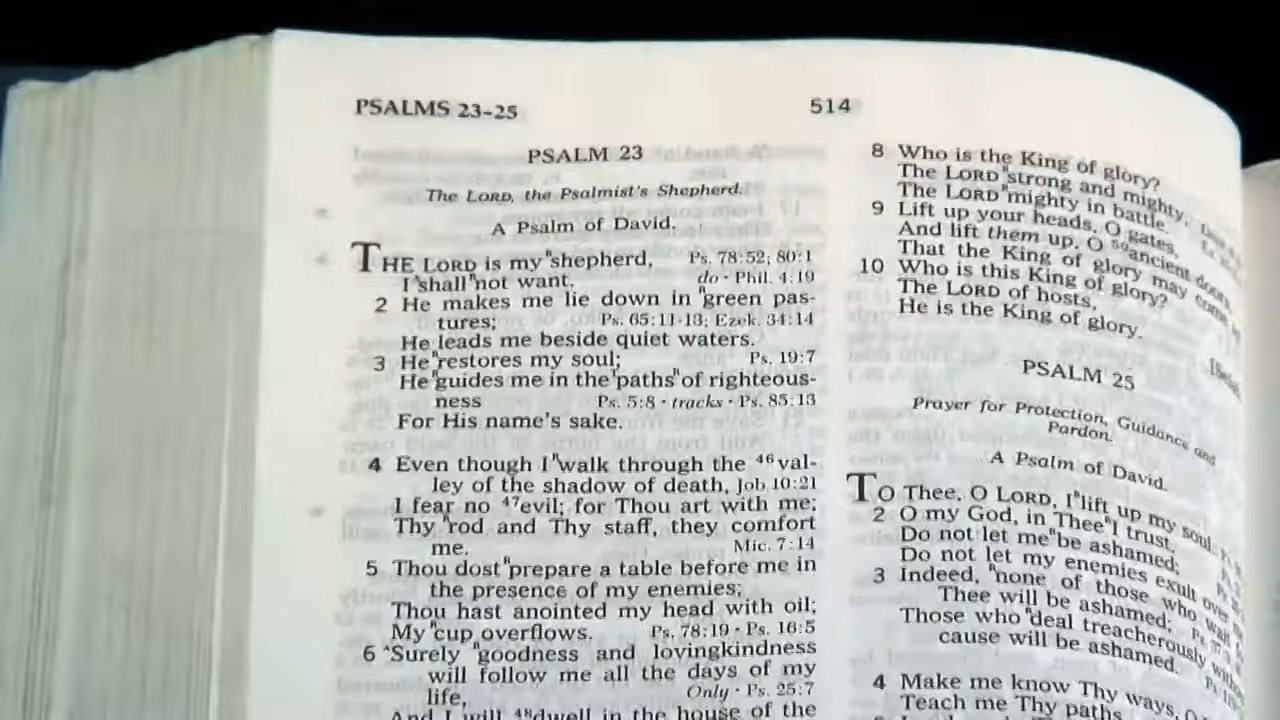 PSALMS 23-25
514
PSALM 23
The LORD, the Psalmist's Shepherd.
A Psalm of David.
THE LORD is my "shepherd, Ps. 78:52; 80:1
I 'shall "not want. do · Phil. 4:19
2 He makes me lie down in "green pas-
tures; Ps. 65:11-13; Ezek. 34:14
He leads me beside quiet waters.
3 He "restores my soul; Ps. 19:7
He "guides me in the 'paths "of righteous-
ness Ps. 5:8 · tracks · Ps. 85:13
For His name's sake.
4 Even though I "walk through the 46val-
ley of the shadow of death, Job 10:21
I fear no 47evil; for Thou art with me;
Thy "rod and Thy staff, they comfort
me. Mic. 7:14
5 Thou dost "prepare a table before me in
the presence of my enemies;
Thou hast anointed my head with oil;
My "cup overflows. Ps. 78:19 · Ps. 16:5
6 'Surely "goodness and lovingkindness
will follow me all the days of my
life, Only · Ps. 25:7
And I will 48dwell in the house of the
8 Who is the King of glory?
The LORD "strong and mighty,
The LORD "mighty in battle.
9 Lift up your heads, O gates,
And lift them up, O 50ancient doors,
That the King of glory may come
10 Who is this King of glory?
The LORD of hosts,
He is the King of glory.
PSALM 25
Prayer for Protection, Guidance and
Pardon.
A Psalm of David.
TO Thee, O LORD, I "lift up my soul.
2 O my God, in Thee "I trust,
Do not let me "be ashamed;
Do not let my enemies exult over
3 Indeed, "none of those who wait
Thee will be ashamed;
Those who "deal treacherously
cause will be ashamed.
4 Make me know Thy ways,
Teach me Thy paths